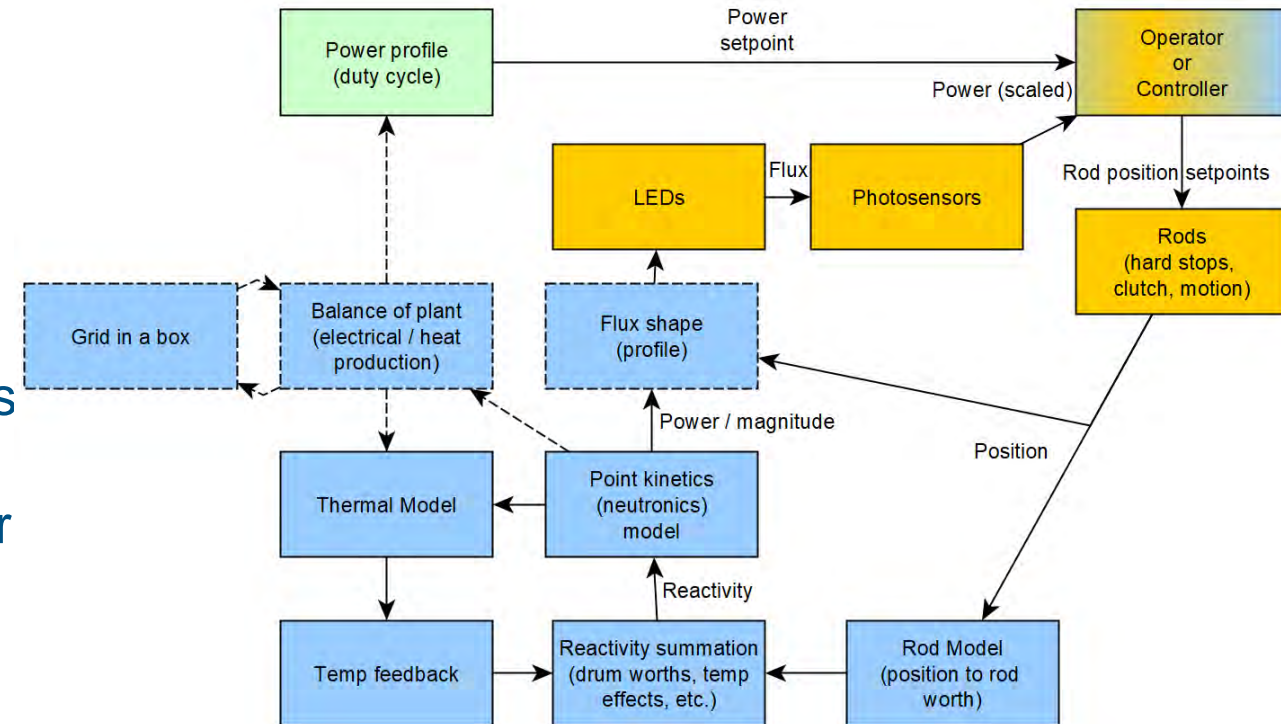 Power profile
(duty cycle)
Power
setpoint
Operator
or
Controller
Power (scaled)
LEDs
Flux
Photosensors
Rod position setpoints
Rods
(hard stops,
clutch, motion)
Grid in a box
Balance of plant
(electrical / heat
production)
Flux shape
(profile)
s
Power / magnitude
Position
Thermal Model
Point kinetics
(neutronics)
model
r
Reactivity
Temp feedback
Reactivity summation
(drum worths, temp
effects, etc.)
Rod Model
(position to rod
worth)